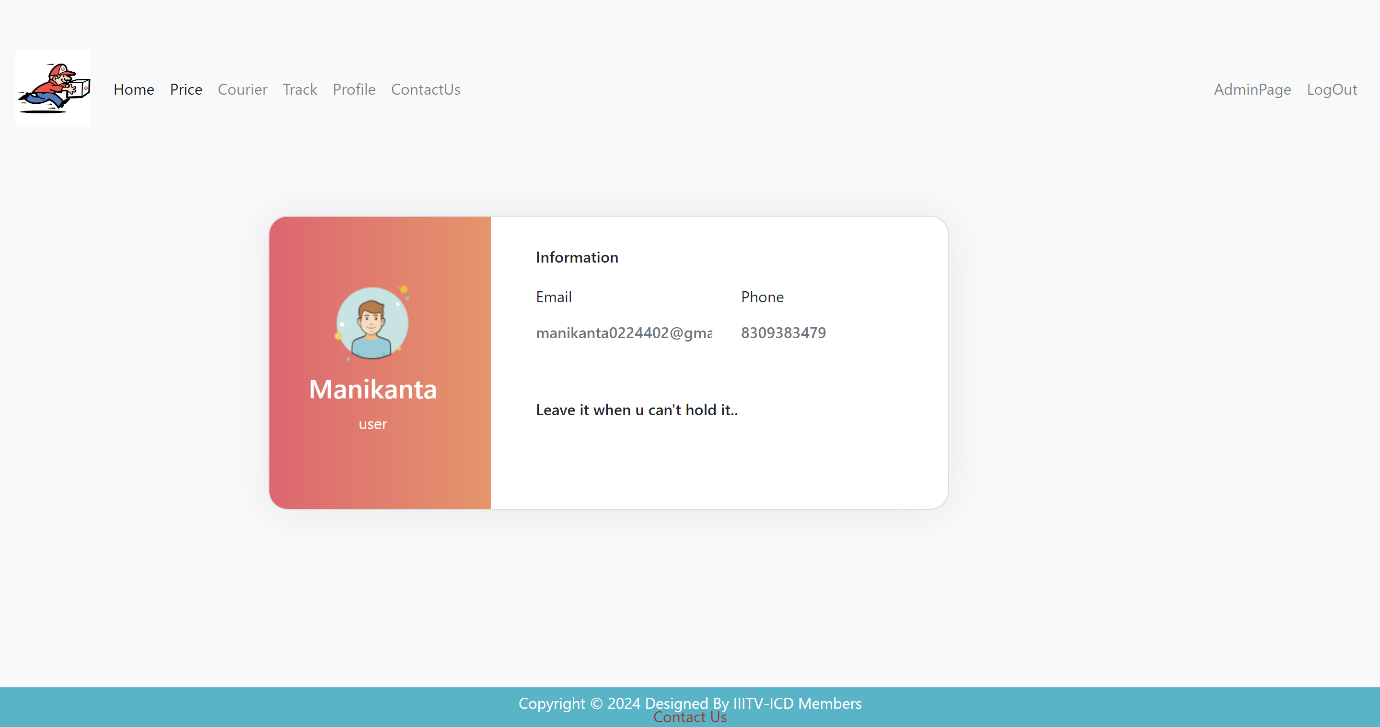 Home Price Courier Track Profile ContactUs AdminPage LogOut
Information
Email Phone
manikanta0224402@gma 8309383479
Manikanta
user
Leave it when u can't hold it..
Copyright © 2024 Designed By IIITV-ICD Members
Contact Us